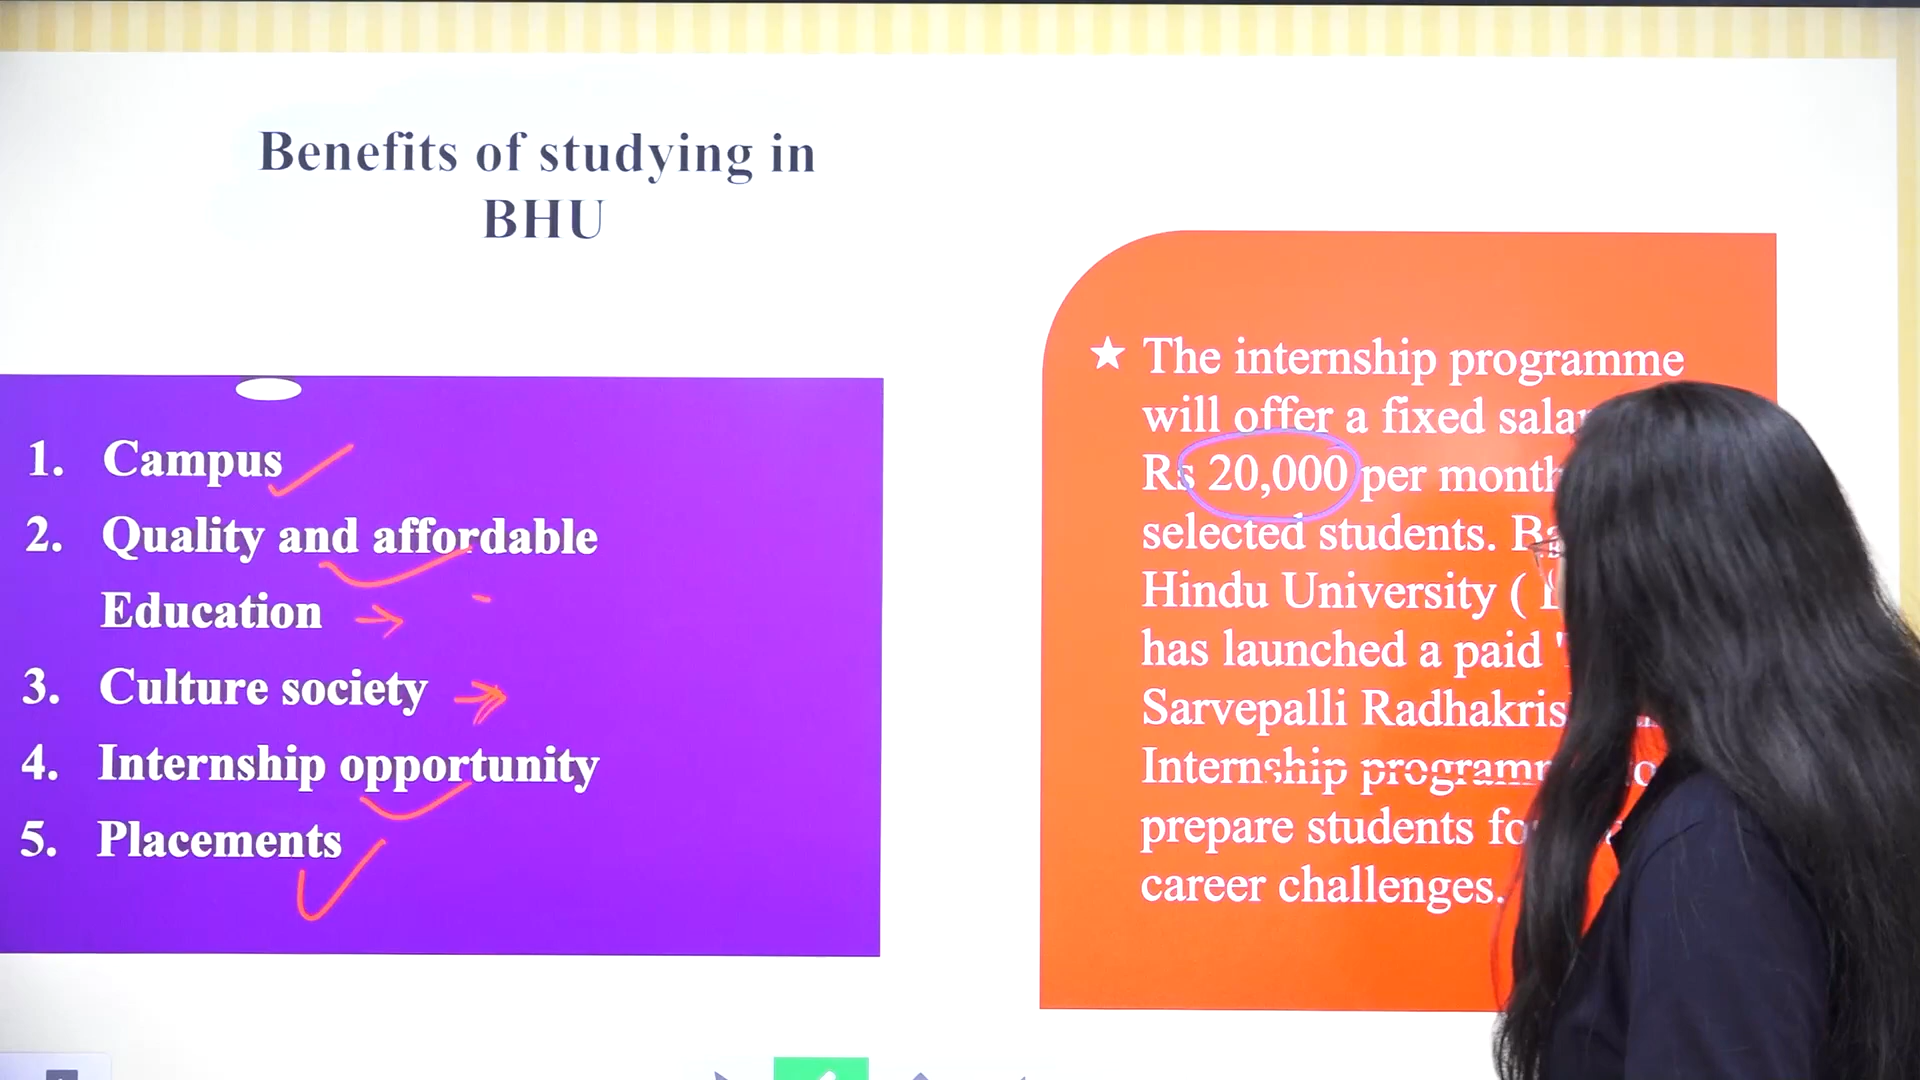 Benefits of studying in
BHU
1. Campus
2. Quality and affordable
Education
3. Culture society
4. Internship opportunity
5. Placements
★ The internship programme
will offer a fixed
Rs 20,000 per month
selected students.
Hindu University (
has launched a paid
Sarvepalli
Internship
prepare students
career challenges.